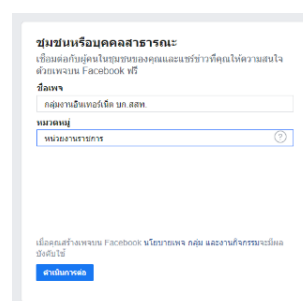 ชุมชนหรือบุคคลสาธารณะ
เชื่อมต่อกับผู้คนในชุมชนของคุณและแชร์ข่าวที่คุณให้ความสนใจ
ด้วยเพจบน Facebook ฟรี
ชื่อเพจ
กลุ่มงานอินเทอร์เน็ต บก.สสท.
หมวดหมู่
หน่วยงานราชการ
?
เมื่อคุณสร้างเพจบน Facebook นโยบายเพจ กลุ่ม และงานกิจกรรมจะมีผล
บังคับใช้
ดำเนินการต่อ